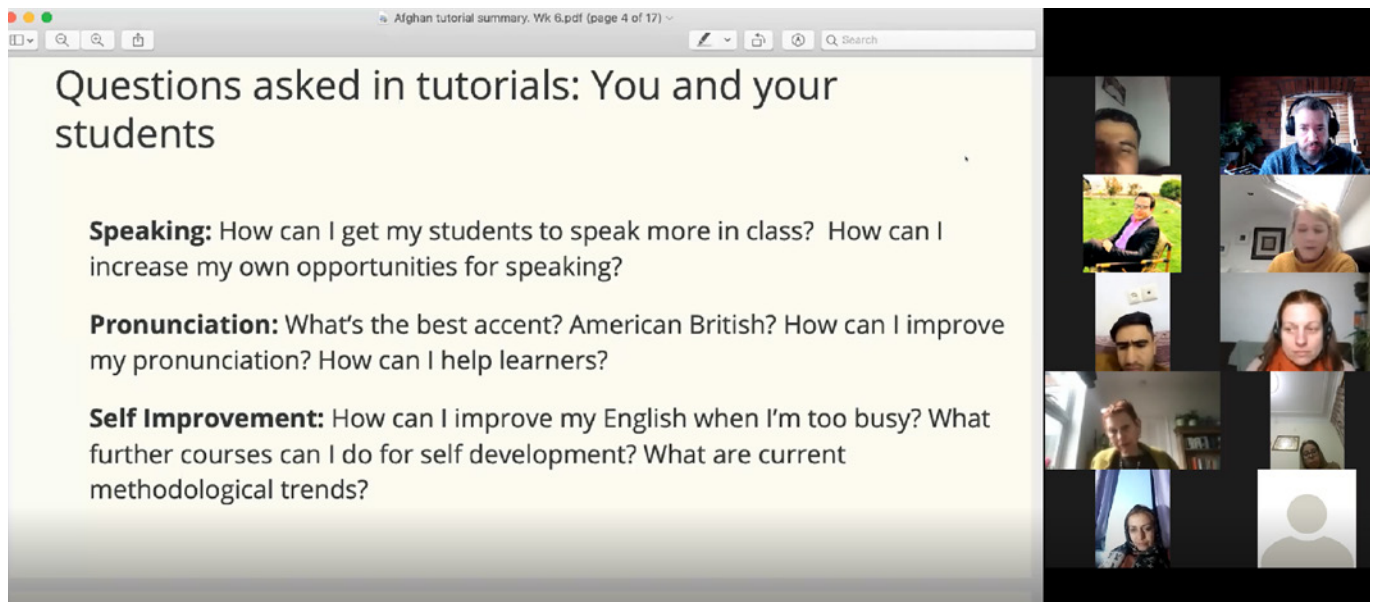 Afghan tutorial summary. Wk 6.pdf (page 4 of 17)
Search
Questions asked in tutorials: You and your
students
Speaking: How can I get my students to speak more in class? How can I
increase my own opportunities for speaking?
Pronunciation: What's the best accent? American British? How can I improve
my pronunciation? How can I help learners?
Self Improvement: How can I improve my English when I'm too busy? What
further courses can I do for self development? What are current
methodological trends?